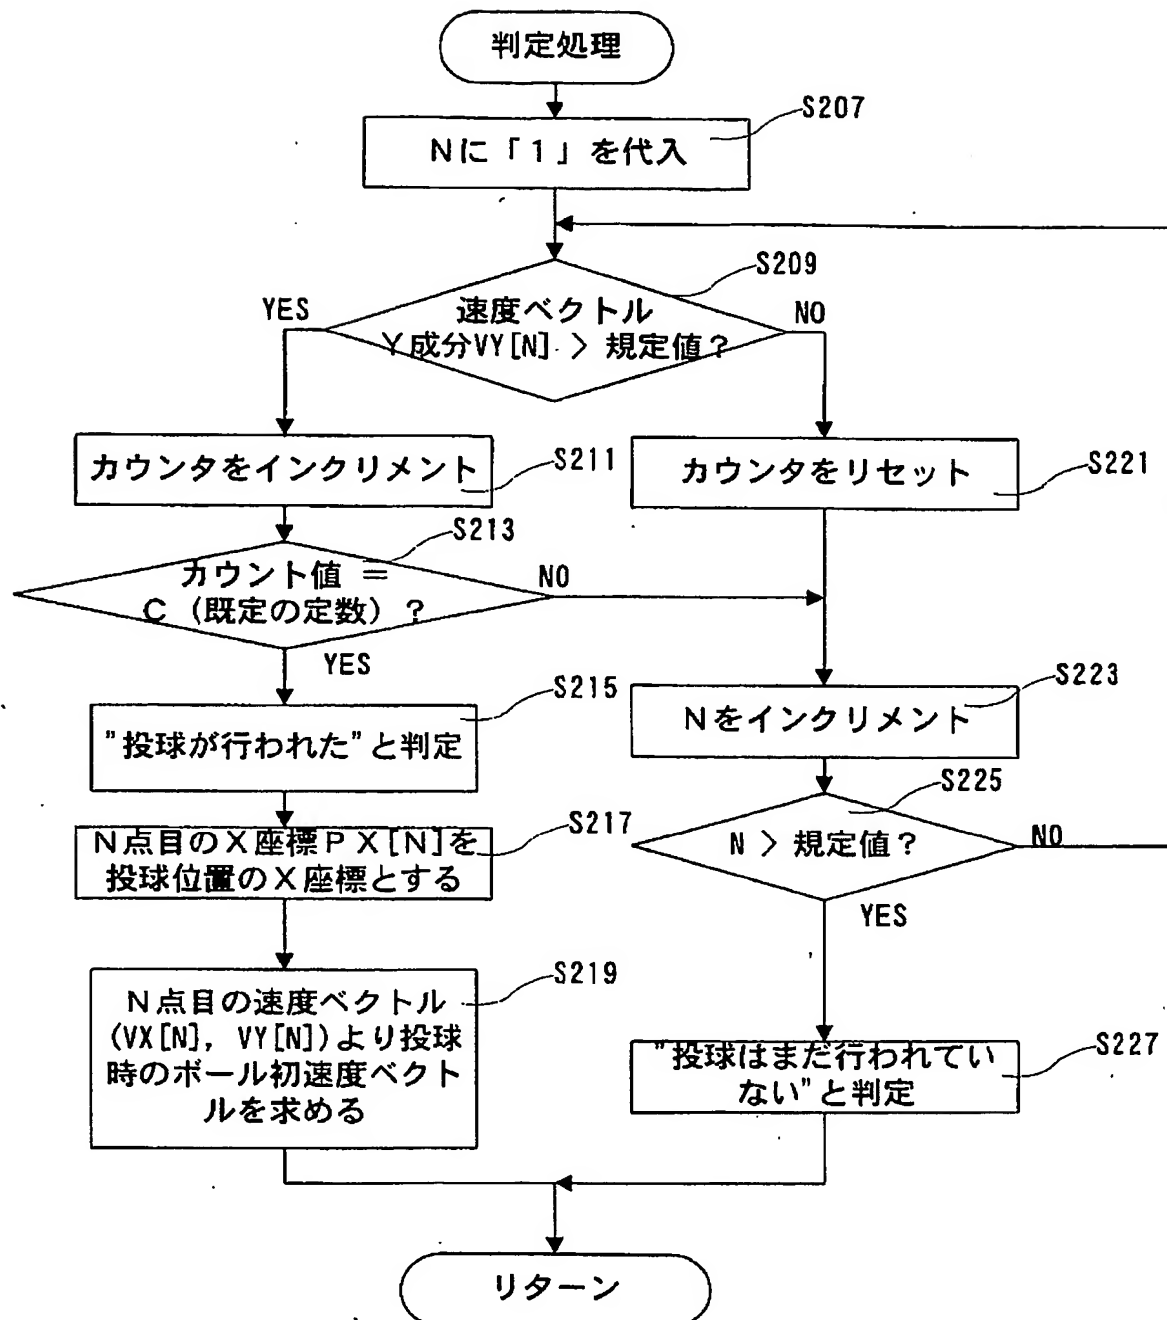 判定処理
S207
Nに「1」を代入
S209
YES
速度ベクトル
NO
Y成分VY[N] > 規定値?
カウンタをインクリメント
S211
カウンタをリセット
S221
S213
カウント値 =
C (既定の定数) ?
NO
YES
S215
"投球が行われた"と判定
S223
Nをインクリメント
S225
S217
N点目のX座標PX[N]を
投球位置のX座標とする
N > 規定値?
NO
YES
S219
N点目の速度ベクトル
(VX[N], VY[N])より投球
時のボール初速度ベクト
ルを求める
S227
"投球はまだ行われてい
ない"と判定
リターン